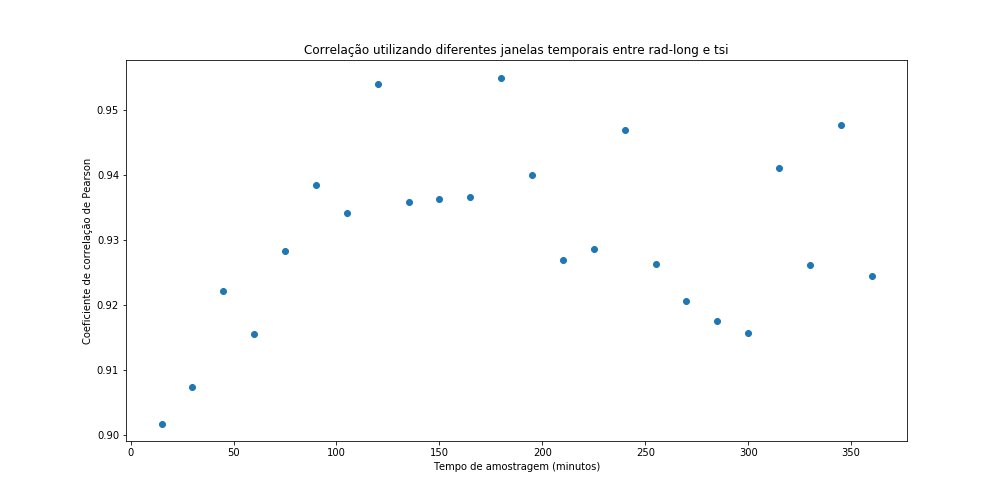 Correlação utilizando diferentes janelas temporais entre rad-long e tsi
Coeficiente de correlação de Pearson
0.95
0.94
0.93
0.92
0.91
0.90
0 50 100 150 200 250 300 350
Tempo de amostragem (minutos)